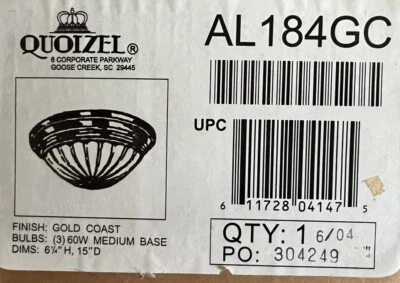 QUOIZEL®
6 CORPORATE PARKWAY
GOOSE CREEK, SC 29445
AL184GC
UPC
6 11728 04147 5
FINISH: GOLD COAST
BULBS: (3) 60W MEDIUM BASE
DIMS: 6¼" H, 15"D
QTY: 1 6/04
PO: 304249